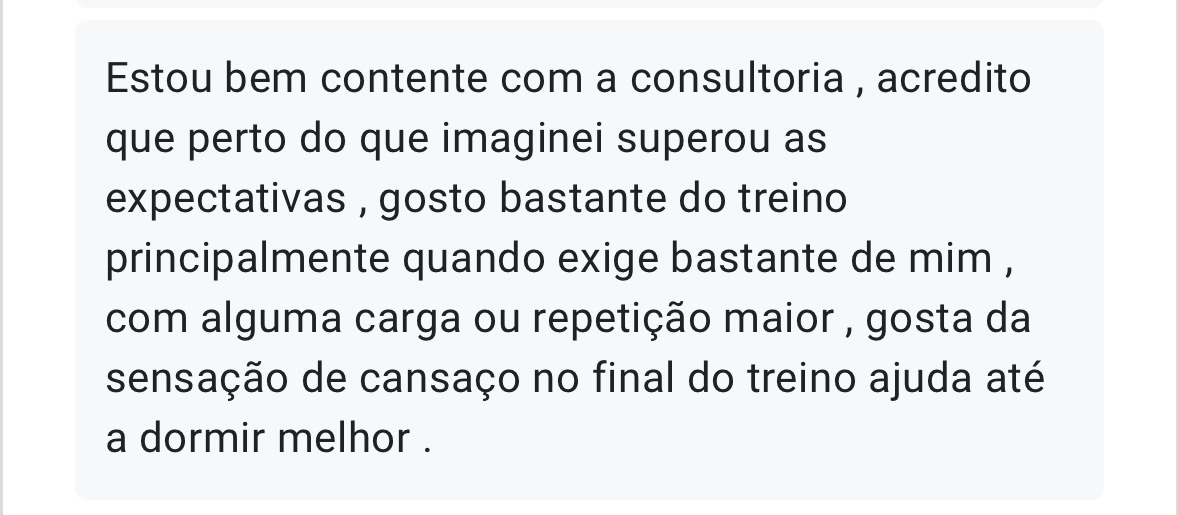 Estou bem contente com a consultoria , acredito
que perto do que imaginei superou as
expectativas , gosto bastante do treino
principalmente quando exige bastante de mim ,
com alguma carga ou repetição maior , gosta da
sensação de cansaço no final do treino ajuda até
a dormir melhor .